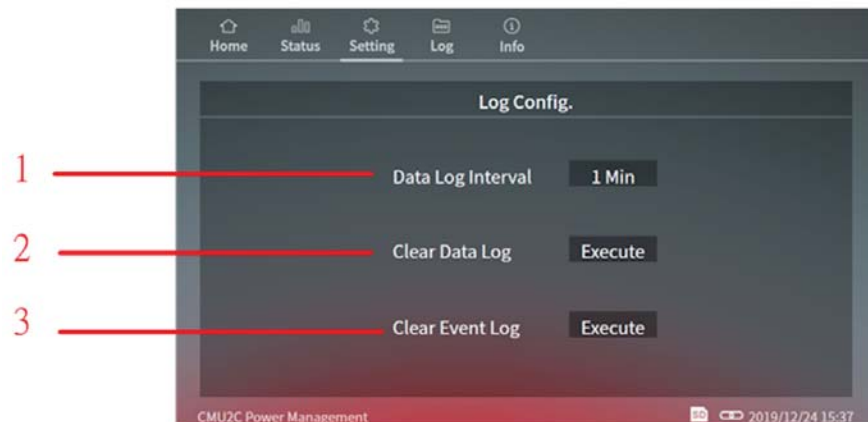 Home Status Setting Log Info
Log Config.
1 Data Log Interval 1 Min
2 Clear Data Log Execute
3 Clear Event Log Execute
CMU2C Power Management SD 2019/12/24 15:37